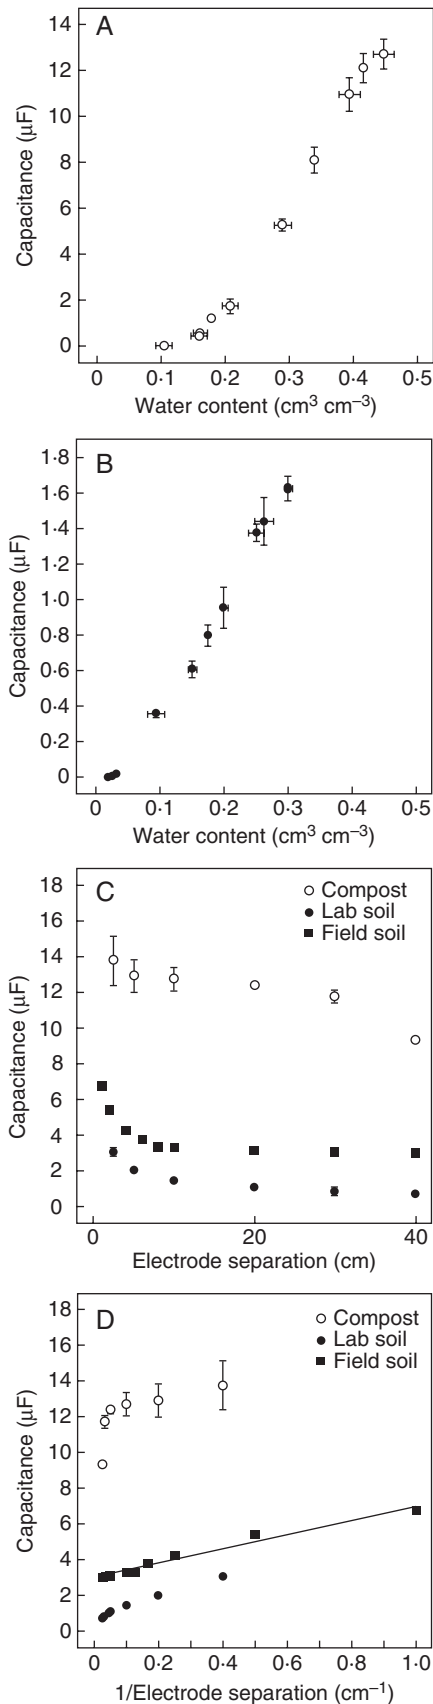 A
14
12
10
8
6
4
2
0
Capacitance (μF)
0 0·1 0·2 0·3 0·4 0·5
Water content (cm³ cm⁻³)
B
1·8
1·6
1·4
1·2
1·0
0·8
0·6
0·4
0·2
0
Capacitance (μF)
0 0·1 0·2 0·3 0·4 0·5
Water content (cm³ cm⁻³)
C
Compost
Lab soil
Field soil
18
16
14
12
10
8
6
4
2
0
Capacitance (μF)
0 20 40
Electrode separation (cm)
D
Compost
Lab soil
Field soil
18
16
14
12
10
8
6
4
2
0
Capacitance (μF)
0 0·2 0·4 0·6 0·8 1·0
1/Electrode separation (cm⁻¹)